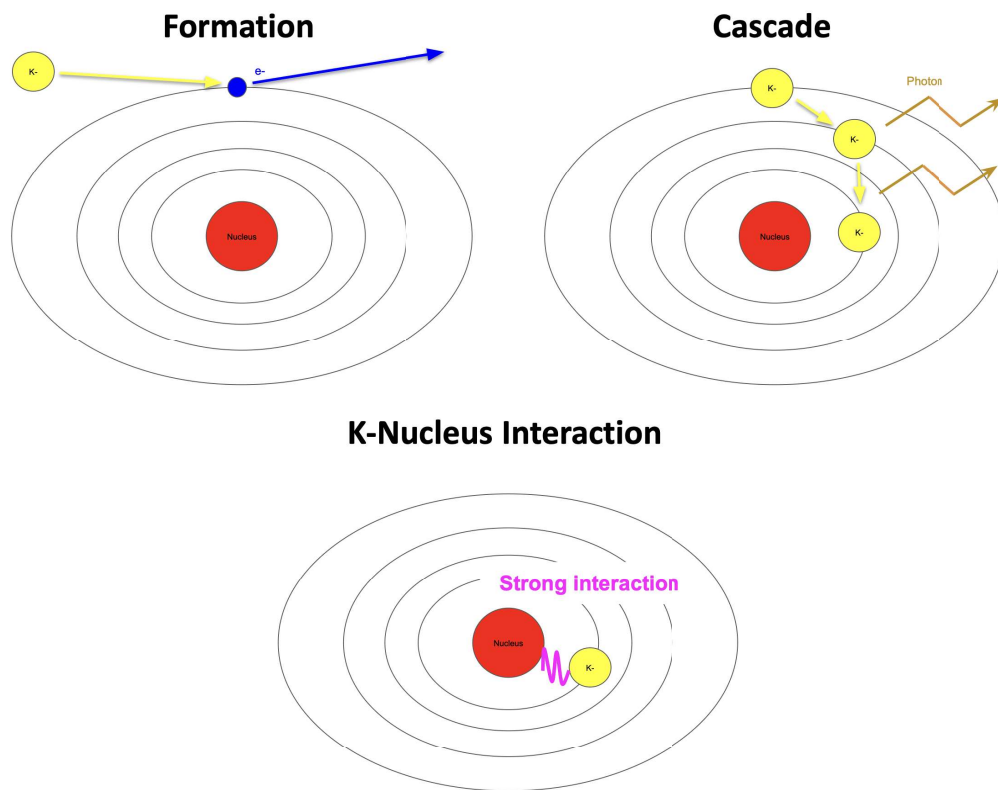 Formation
K-
e-
Nucleus
Cascade
K-
Photon
K-
K-
Nucleus
K-Nucleus Interaction
Strong interaction
Nucleus
K-